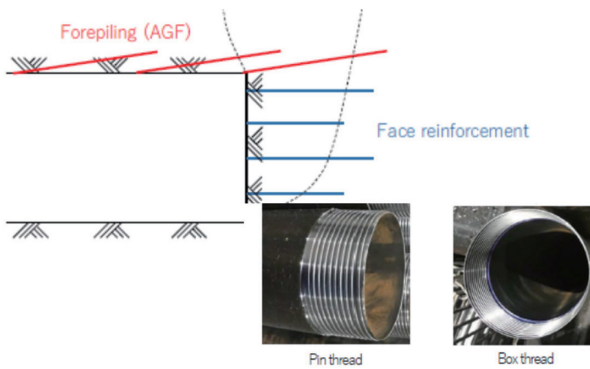 Forepiling (AGF)
Face reinforcement
Pin thread
Box thread